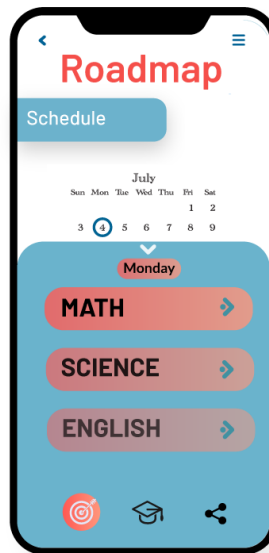 Roadmap
Schedule
July
Sun Mon Tue Wed Thu Fri Sat
1 2
3 4 5 6 7 8 9
Monday
MATH
SCIENCE
ENGLISH